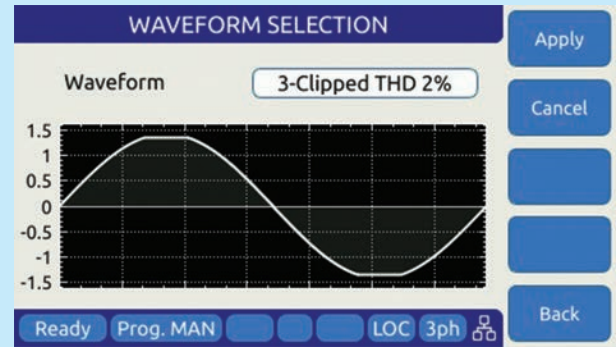 WAVEFORM SELECTION
Apply
Waveform
3-Clipped THD 2%
Cancel
1.5
1
0.5
0
-0.5
-1
-1.5
Back
Ready
Prog. MAN
LOC
3ph